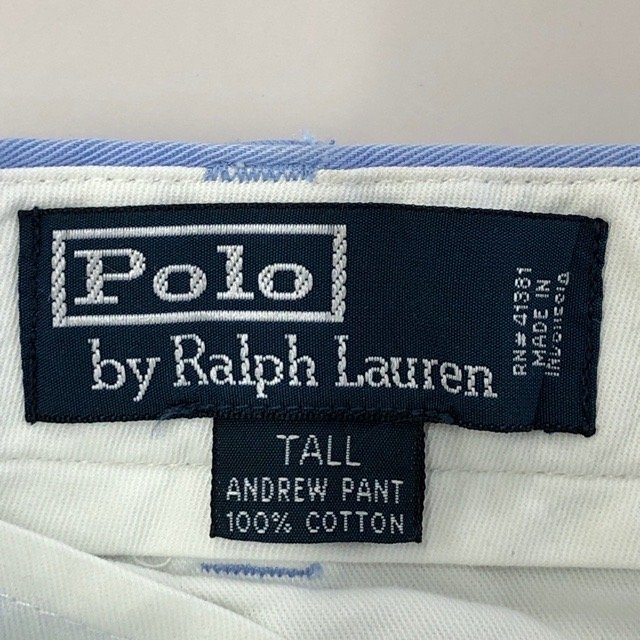 Polo
by Ralph Lauren
RN# 41381
MADE IN
TALL
ANDREW PANT
100% COTTON